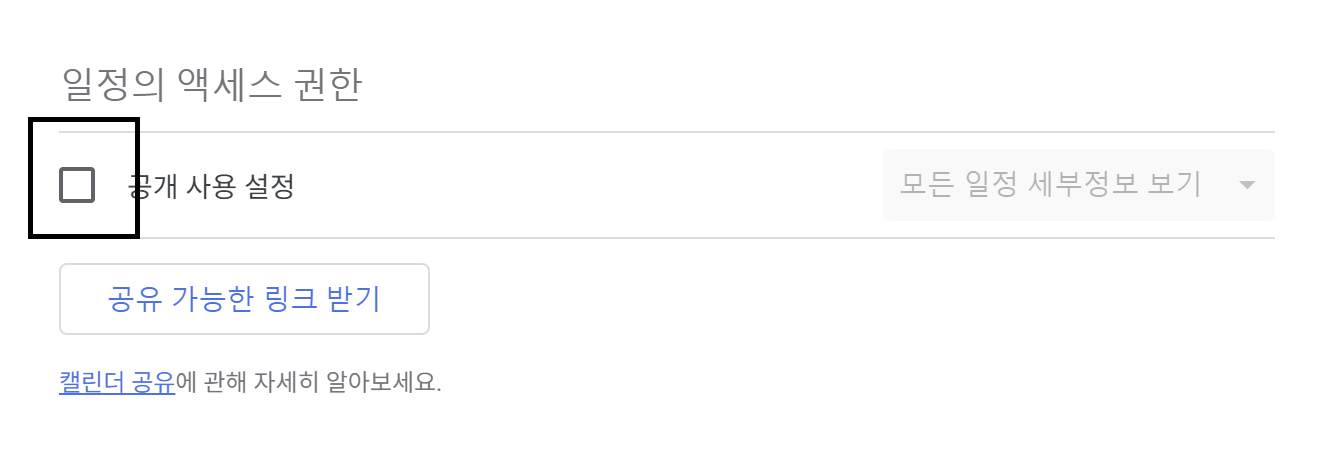 일정의 액세스 권한
공개 사용 설정
모든 일정 세부정보 보기
공유 가능한 링크 받기
캘린더 공유에 관해 자세히 알아보세요.